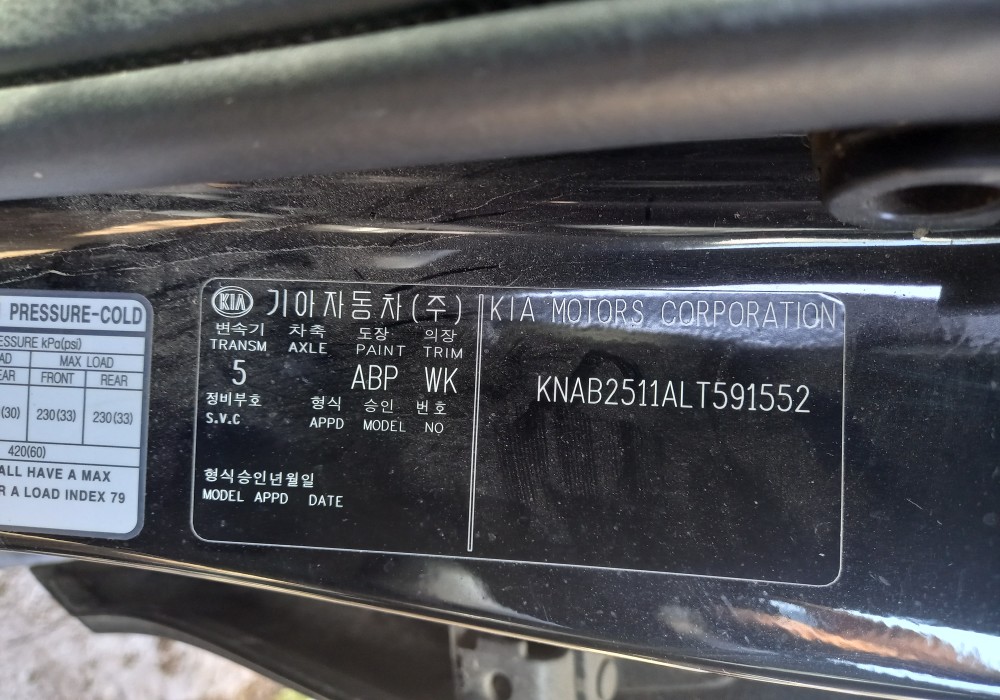 PRESSURE-COLD
kPa(psi)
MAX LOAD
FRONT REAR
(30) 230(33) 230(33)
420(60)
ALL HAVE A MAX
A LOAD INDEX 79
KIA 기아자동차(주)
변속기 차축 도장 의장
TRANSM AXLE PAINT TRIM
5 ABP WK
정비부호 형식 승인 번호
S.V.C APPD MODEL NO
형식승인년월일
MODEL APPD DATE
KIA MOTORS CORPORATION
KNAB2511ALT591552